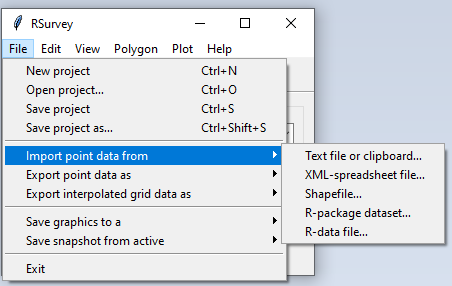 RSurvey
File Edit View Polygon Plot Help
New project Ctrl+N
Open project... Ctrl+O
Save project Ctrl+S
Save project as... Ctrl+Shift+S
Import point data from
Export point data as
Export interpolated grid data as
Save graphics to a
Save snapshot from active
Exit
Text file or clipboard...
XML-spreadsheet file...
Shapefile...
R-package dataset...
R-data file...